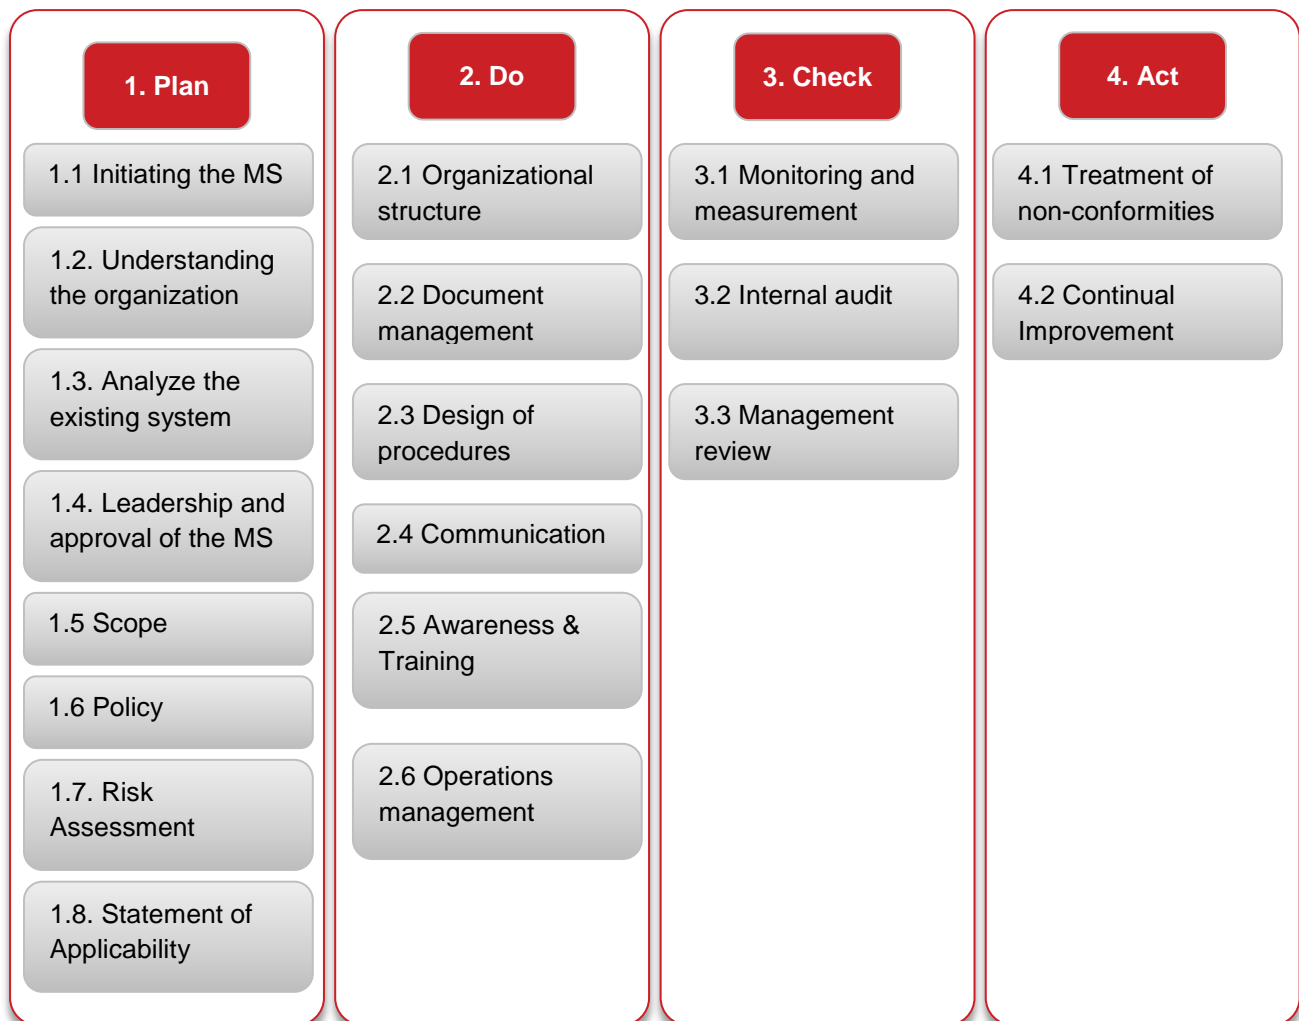 1. Plan
1.1 Initiating the MS
1.2. Understanding
the organization
1.3. Analyze the
existing system
1.4. Leadership and
approval of the MS
1.5 Scope
1.6 Policy
1.7. Risk
Assessment
1.8. Statement of
Applicability
2. Do
2.1 Organizational
structure
2.2 Document
management
2.3 Design of
procedures
2.4 Communication
2.5 Awareness &
Training
2.6 Operations
management
3. Check
3.1 Monitoring and
measurement
3.2 Internal audit
3.3 Management
review
4. Act
4.1 Treatment of
non-conformities
4.2 Continual
Improvement